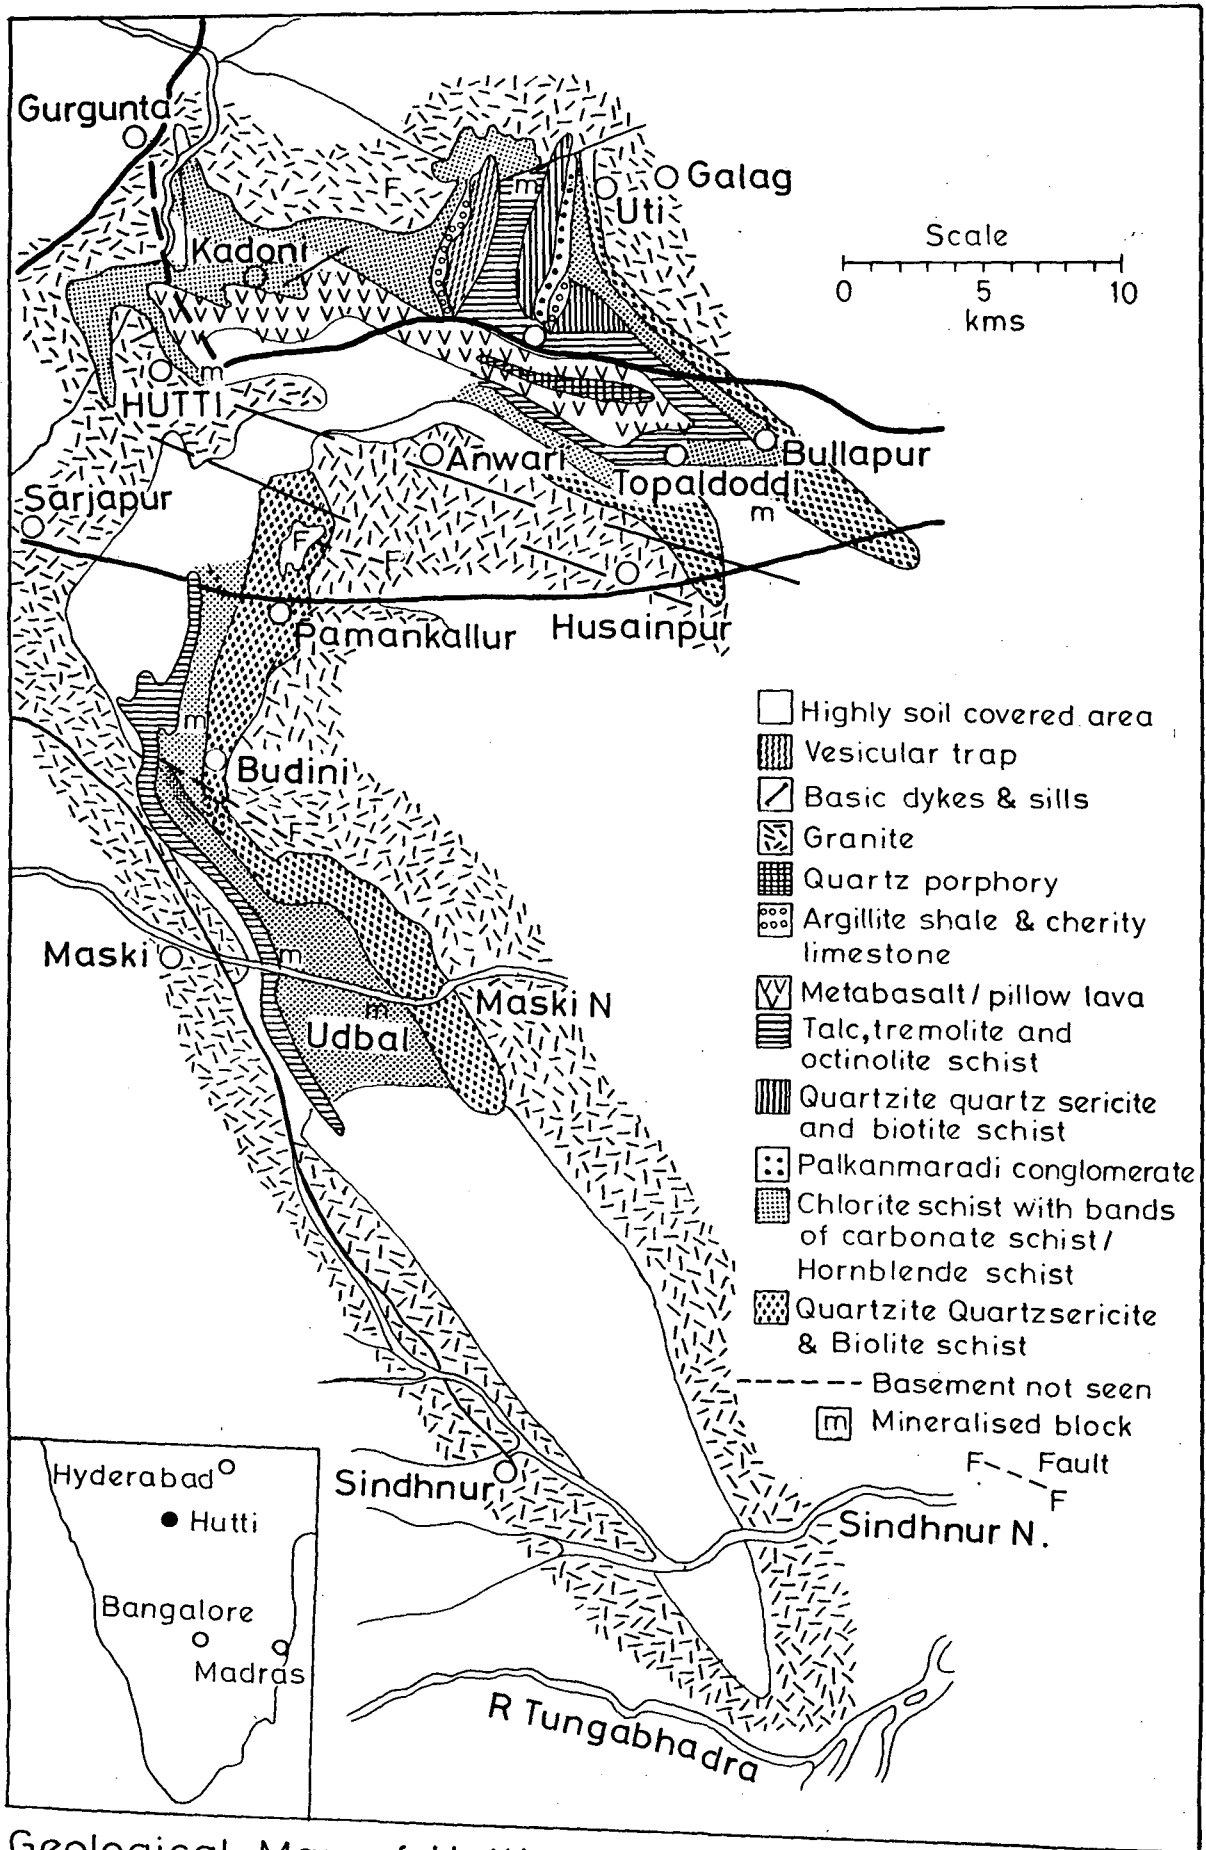 Gurgunta
F
m
Galag
Uti
Scale
0 5 10
kms
Kadoni
m
HUTTI
Anwari
Bullapur
Topaldoddi
m
Sarjapur
F
F
Pamankallur
Husainpur
m
Budini
F
Maski
m
Maski N
m
Udbal
Highly soil covered area
Vesicular trap
Basic dykes & sills
Granite
Quartz porphory
Argillite shale & cherity
limestone
Metabasalt/pillow lava
Talc, tremolite and
octinolite schist
Quartzite quartz sericite
and biotite schist
Palkanmaradi conglomerate
Chlorite schist with bands
of carbonate schist/
Hornblende schist
Quartzite Quartzsericite
& Biolite schist
Basement not seen
m Mineralised block
F Fault
F
Sindhnur
Sindhnur N.
R Tungabhadra
Hyderabad
Hutti
Bangalore
Madras
Geological